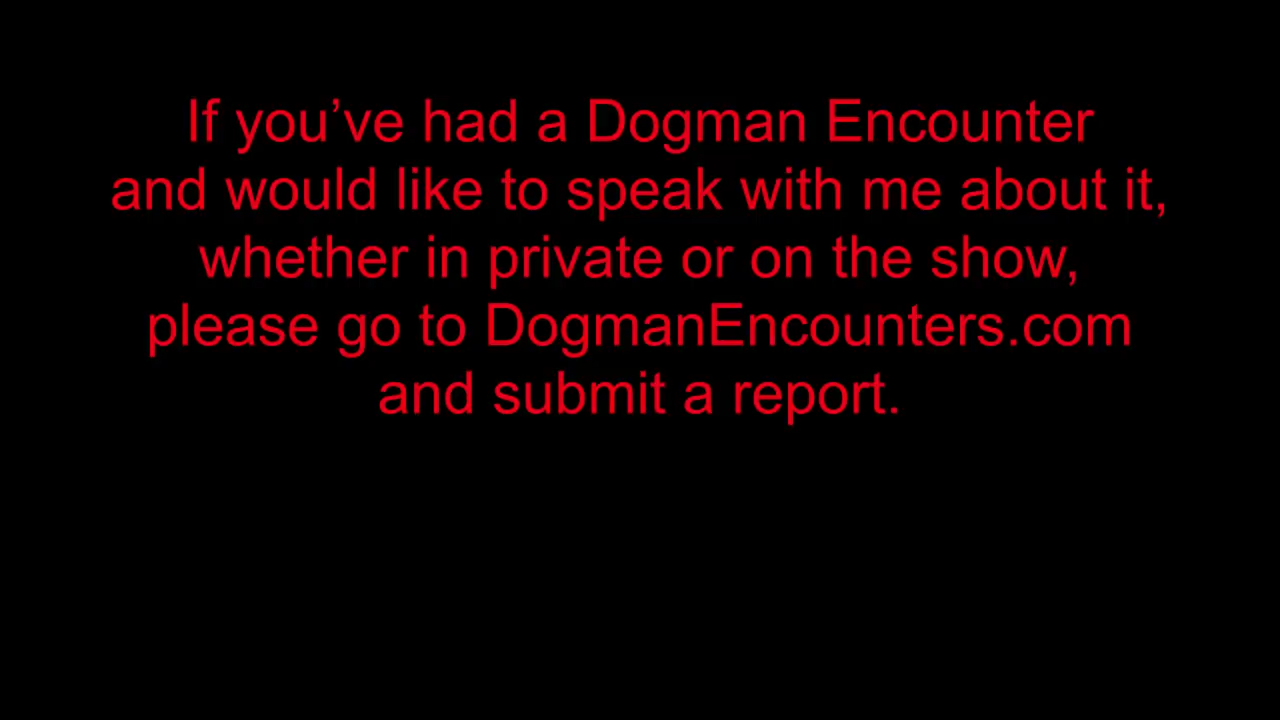 If you’ve had a Dogman Encounter
and would like to speak with me about it,
whether in private or on the show,
please go to DogmanEncounters.com
and submit a report.